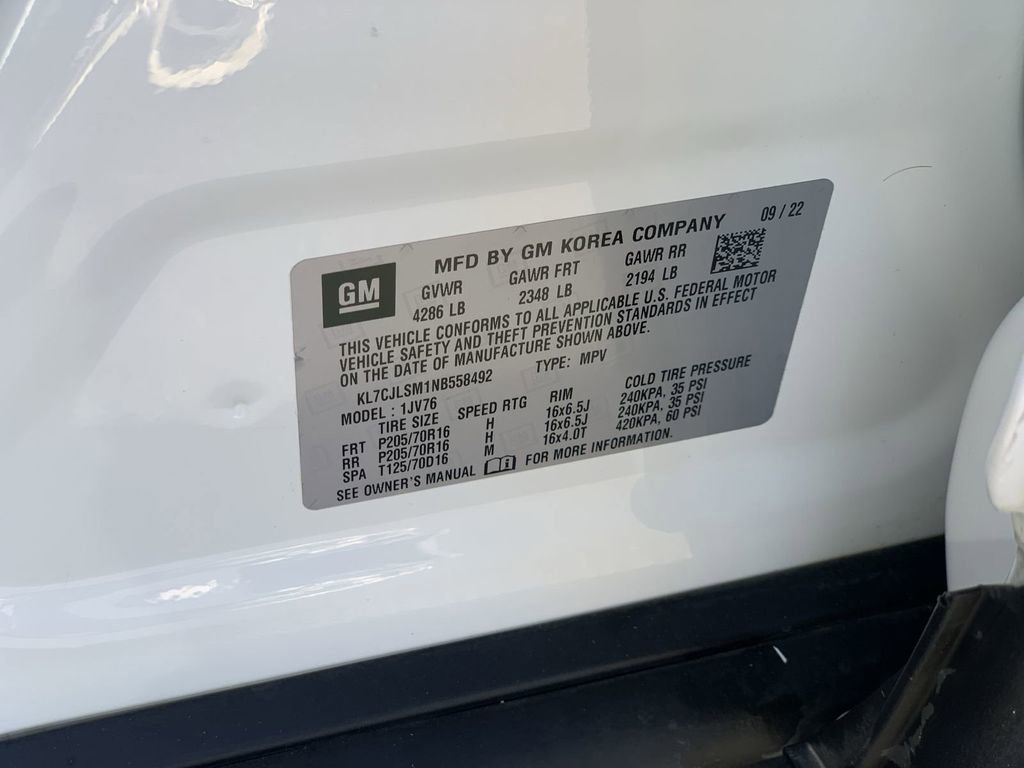 MFD BY GM KOREA COMPANY 09 / 22
GM
GVWR GAWR FRT GAWR RR
4286 LB 2348 LB 2194 LB
THIS VEHICLE CONFORMS TO ALL APPLICABLE U.S. FEDERAL MOTOR
VEHICLE SAFETY AND THEFT PREVENTION STANDARDS IN EFFECT
ON THE DATE OF MANUFACTURE SHOWN ABOVE.
KL7CJLSM1NB558492 TYPE: MPV
MODEL : 1JV76
TIRE SIZE SPEED RTG RIM COLD TIRE PRESSURE
FRT P205/70R16 H 16x6.5J 240KPA, 35 PSI
RR P205/70R16 H 16x6.5J 240KPA, 35 PSI
SPA T125/70D16 M 16x4.0T 420KPA, 60 PSI
SEE OWNER'S MANUAL FOR MORE INFORMATION.